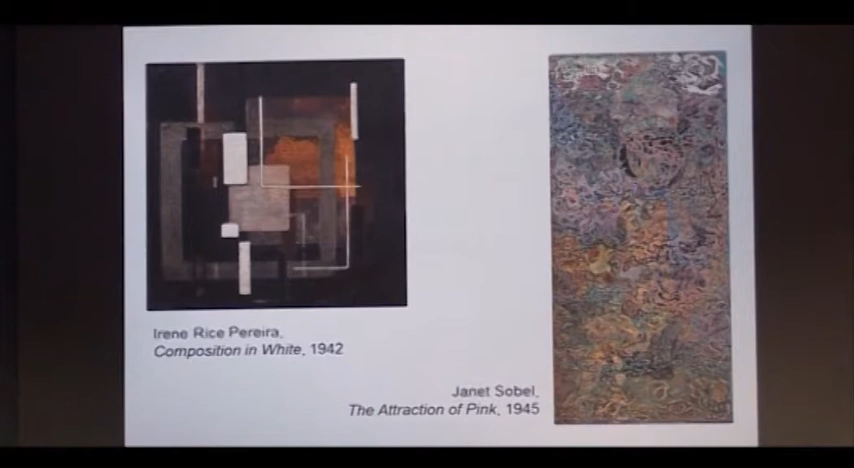 Irene Rice Pereira,
Composition in White, 1942
Janet Sobel,
The Attraction of Pink, 1945